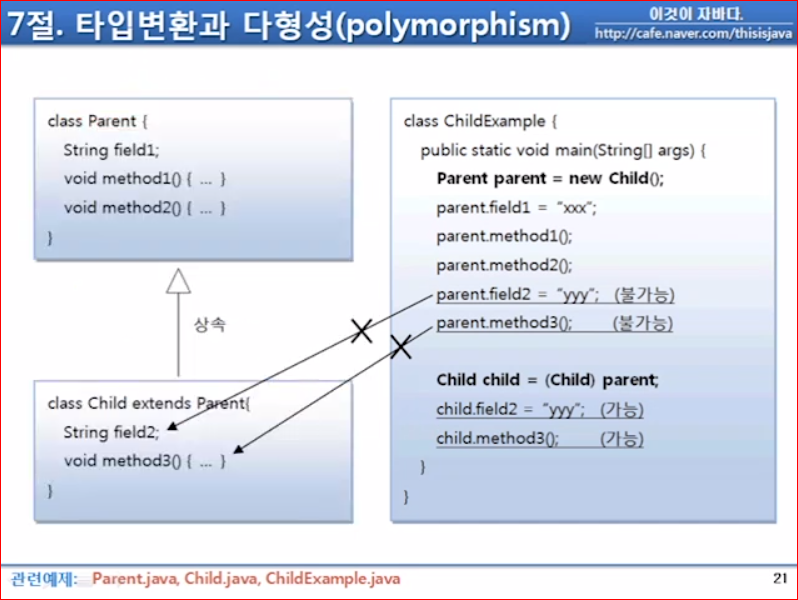 7절. 타입변환과 다형성(polymorphism)
이것이 자바다.
http://cafe.naver.com/thisisjava
class Parent {
String field1;
void method1() { ... }
void method2() { ... }
}
상속
class Child extends Parent{
String field2;
void method3() { ... }
}
class ChildExample {
public static void main(String[] args) {
Parent parent = new Child();
parent.field1 = "xxx";
parent.method1();
parent.method2();
parent.field2 = "yyy"; (불가능)
parent.method3(); (불가능)
Child child = (Child) parent;
child.field2 = "yyy"; (가능)
child.method3(); (가능)
}
}
관련예제: Parent.java, Child.java, ChildExample.java
21